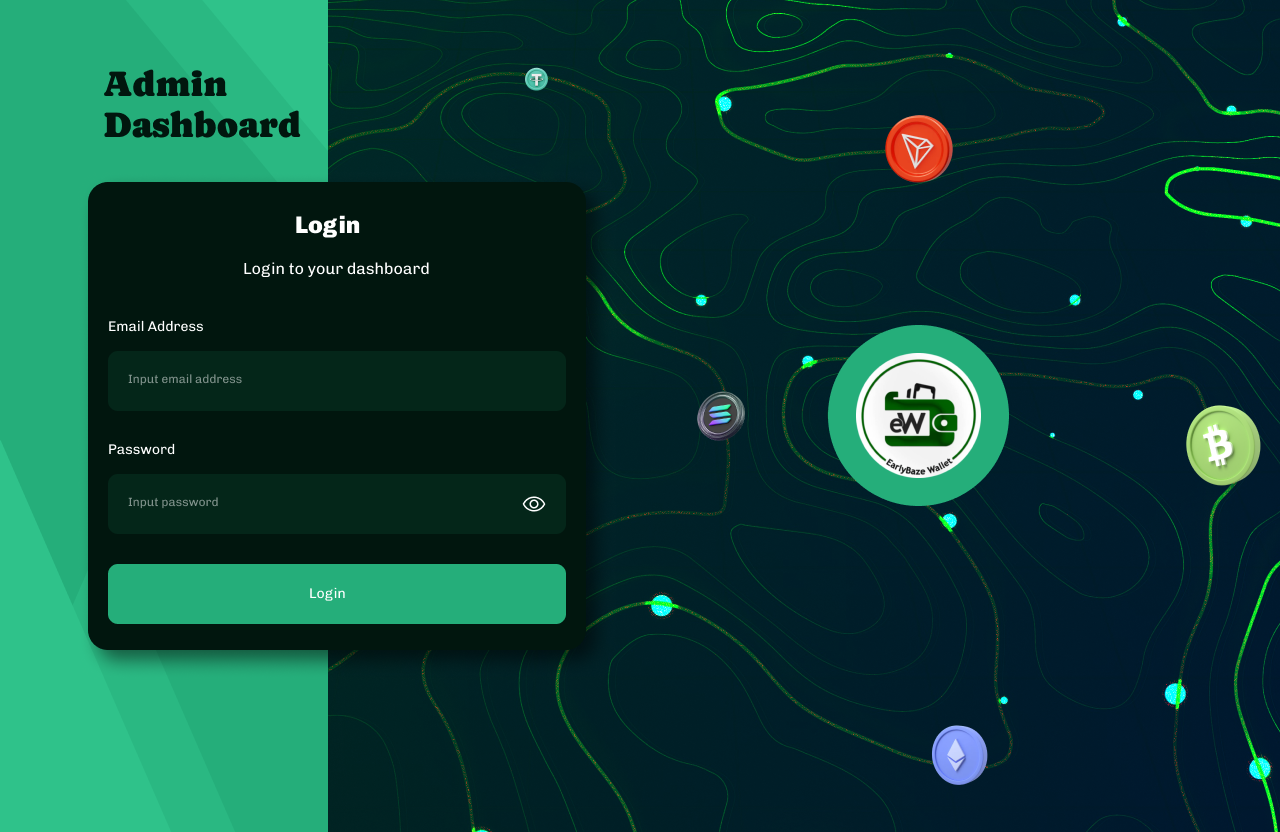 Admin
Dashboard
Login
Login to your dashboard
Email Address
Input email address
Password
Input password
Login
eW
EarlyBaze Wallet